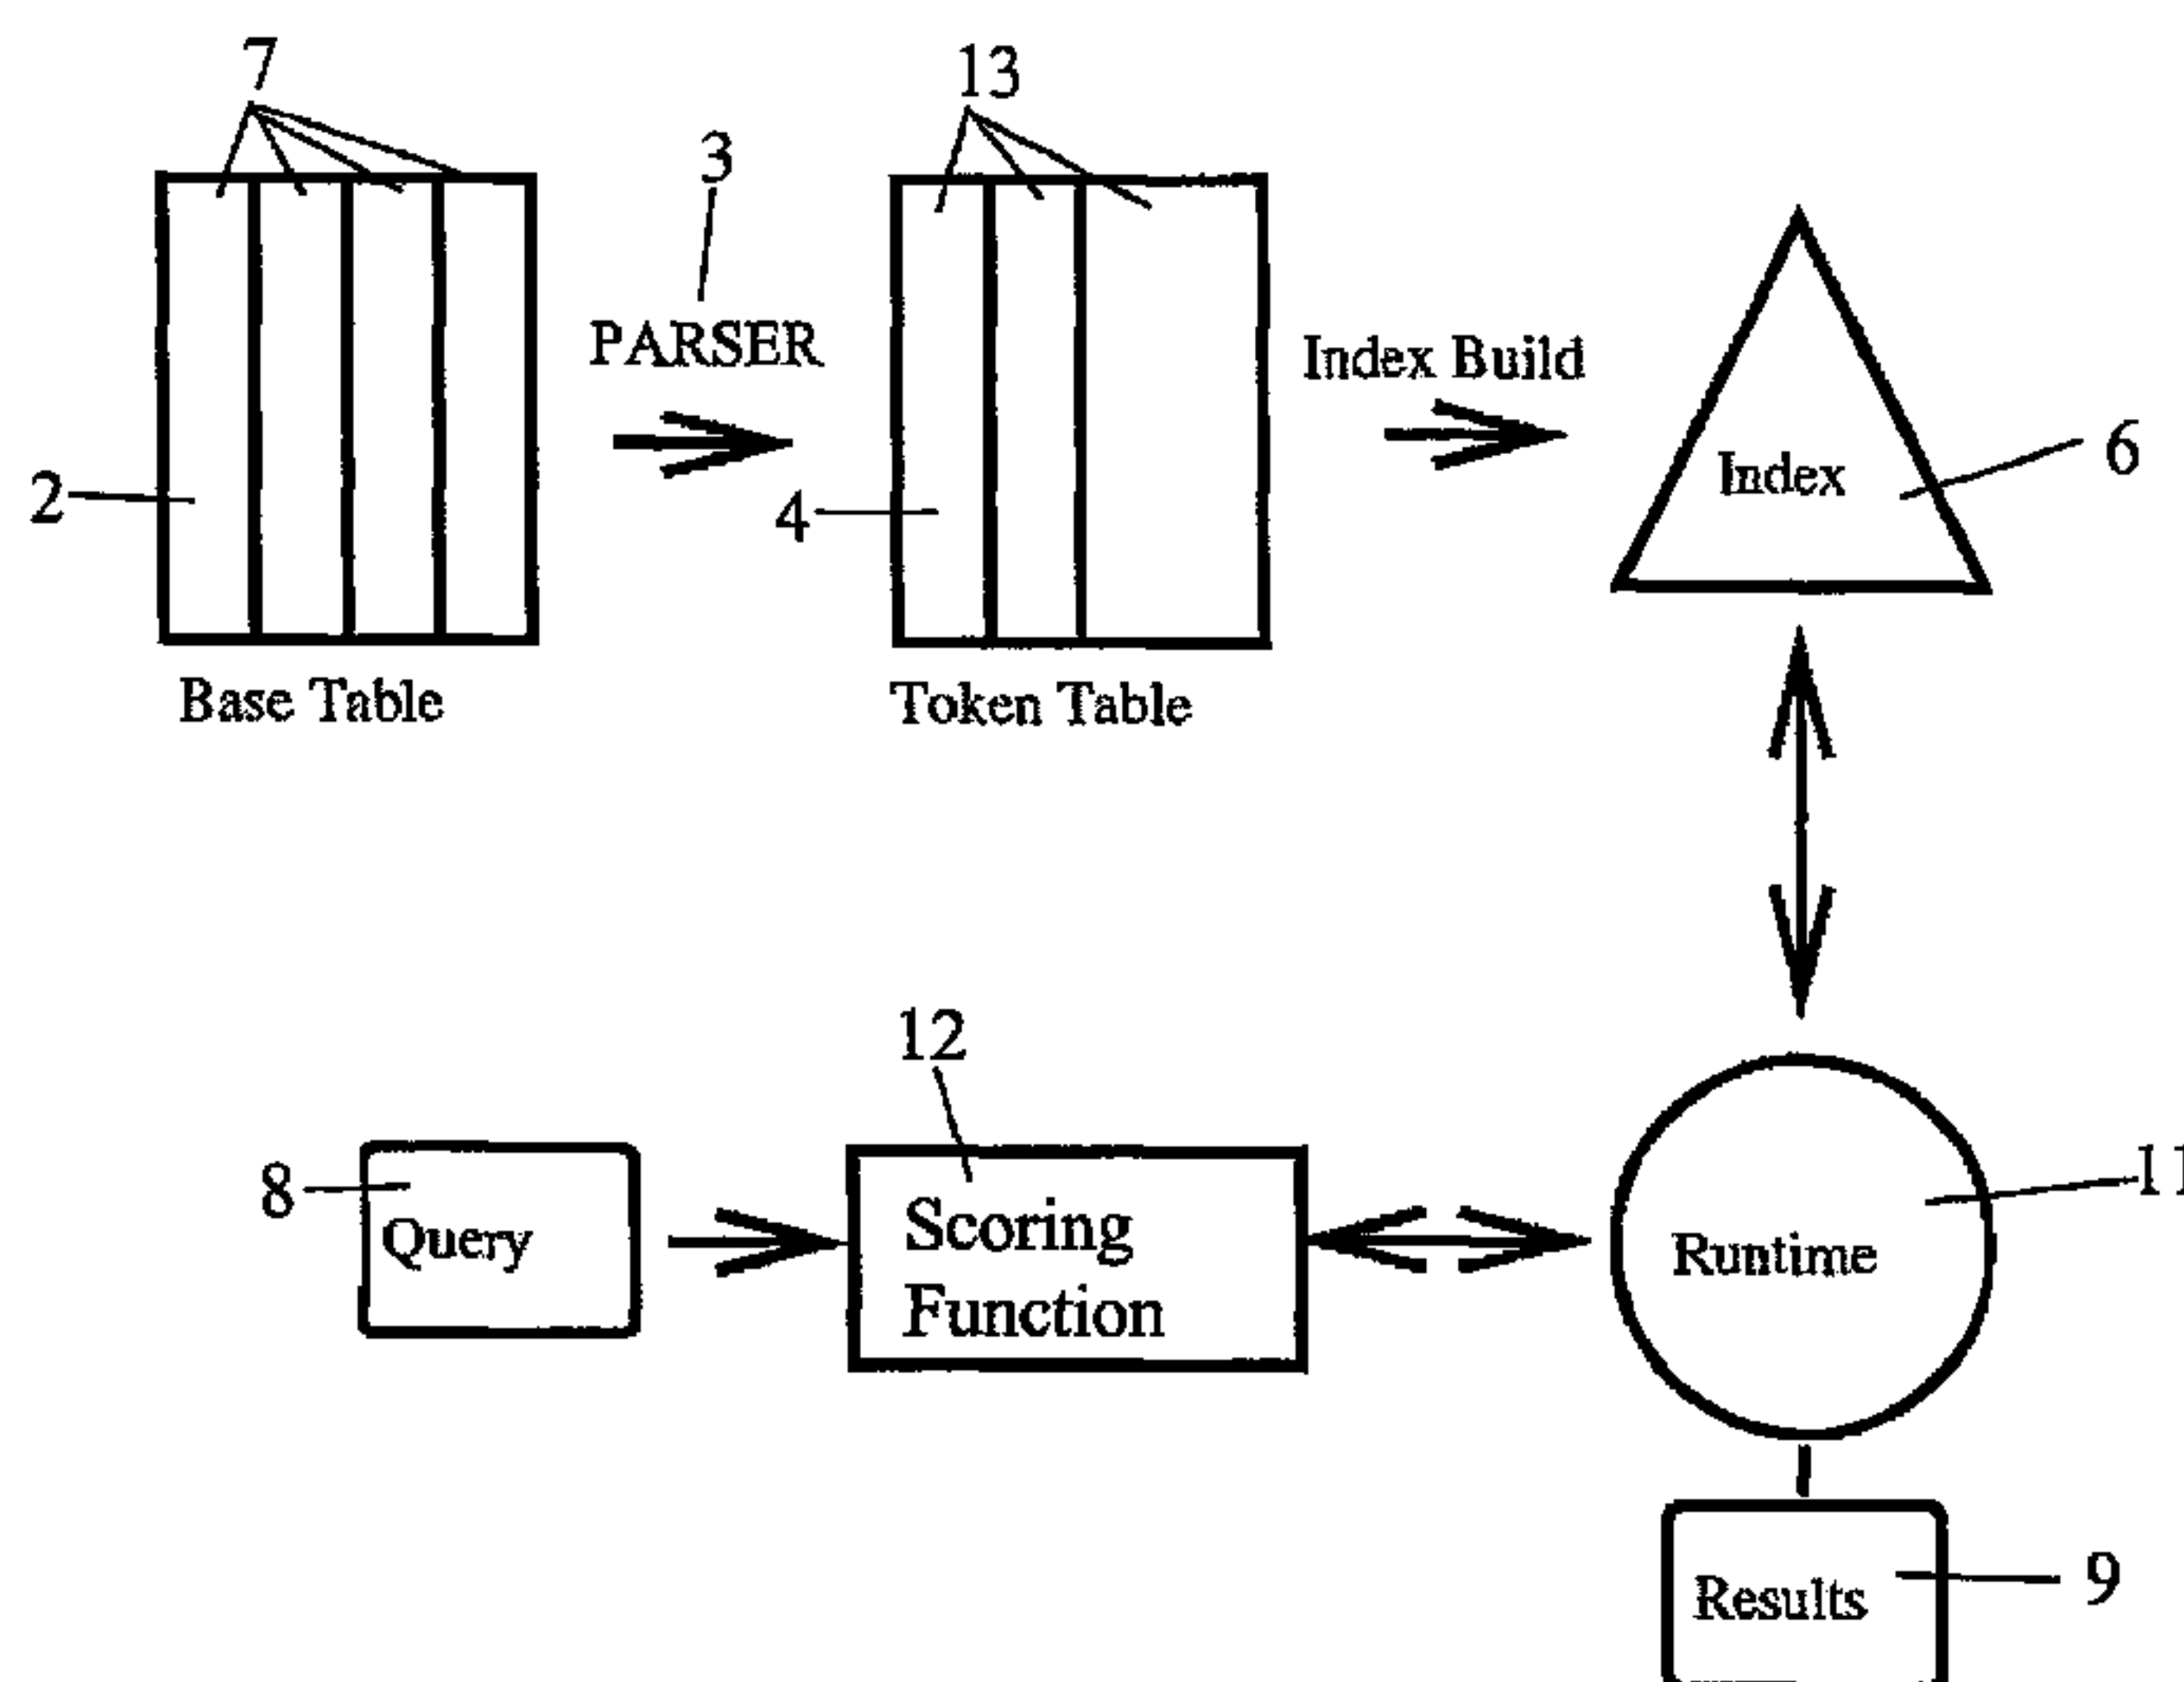 7
13
3
PARSER
Index Build
2
4
Index
6
Base Table
Token Table
12
8
Query
Scoring
Function
11
Runtime
Results
9